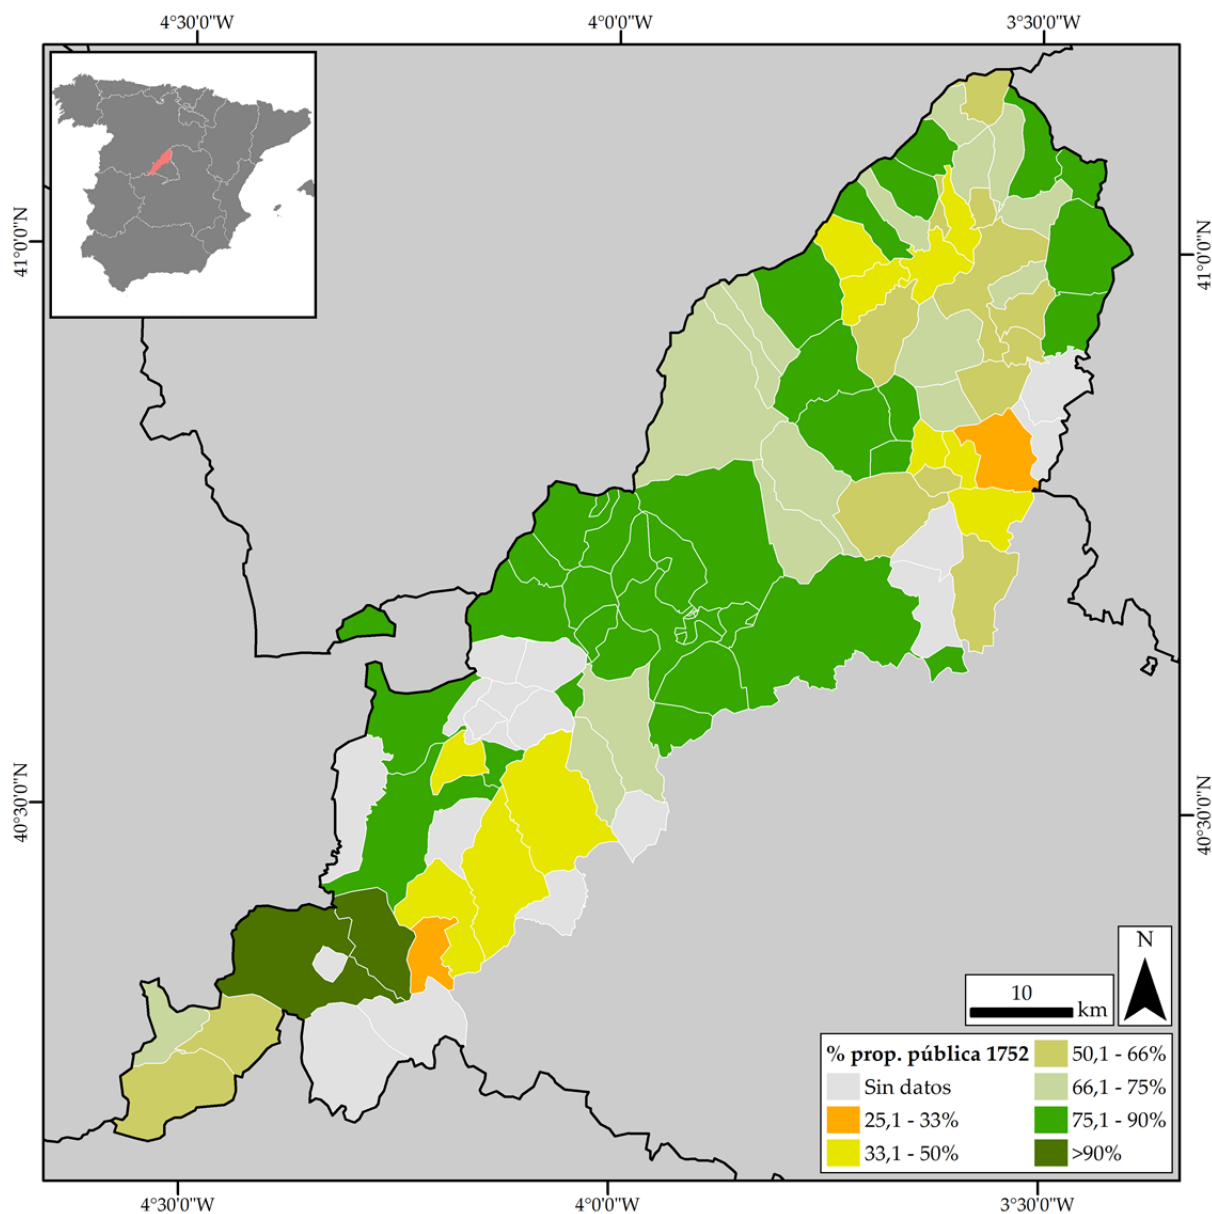 4°30'0"W
4°0'0"W
3°30'0"W
41°0'0"N
41°0'0"N
40°30'0"N
40°30'0"N
N
10
km
% prop. pública 1752
Sin datos
25,1 - 33%
33,1 - 50%
50,1 - 66%
66,1 - 75%
75,1 - 90%
>90%
4°30'0"W
4°0'0"W
3°30'0"W